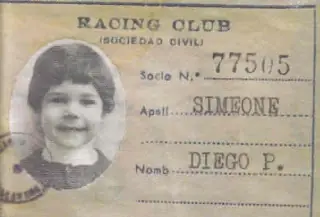 RACING CLUB
(SOCIEDAD CIVIL)
Socio N.° 77505
Apell. SIMEONE
Nomb. DIEGO P.